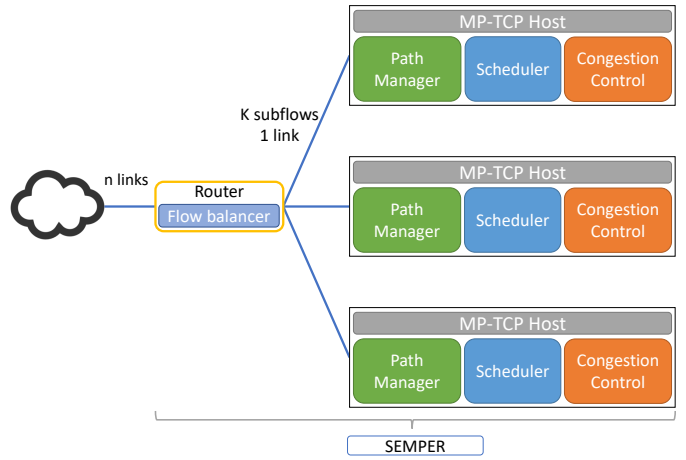 MP-TCP Host
Path
Manager
Scheduler
Congestion
Control
K subflows
1 link
n links
Router
Flow balancer
MP-TCP Host
Path
Manager
Scheduler
Congestion
Control
MP-TCP Host
Path
Manager
Scheduler
Congestion
Control
SEMPER